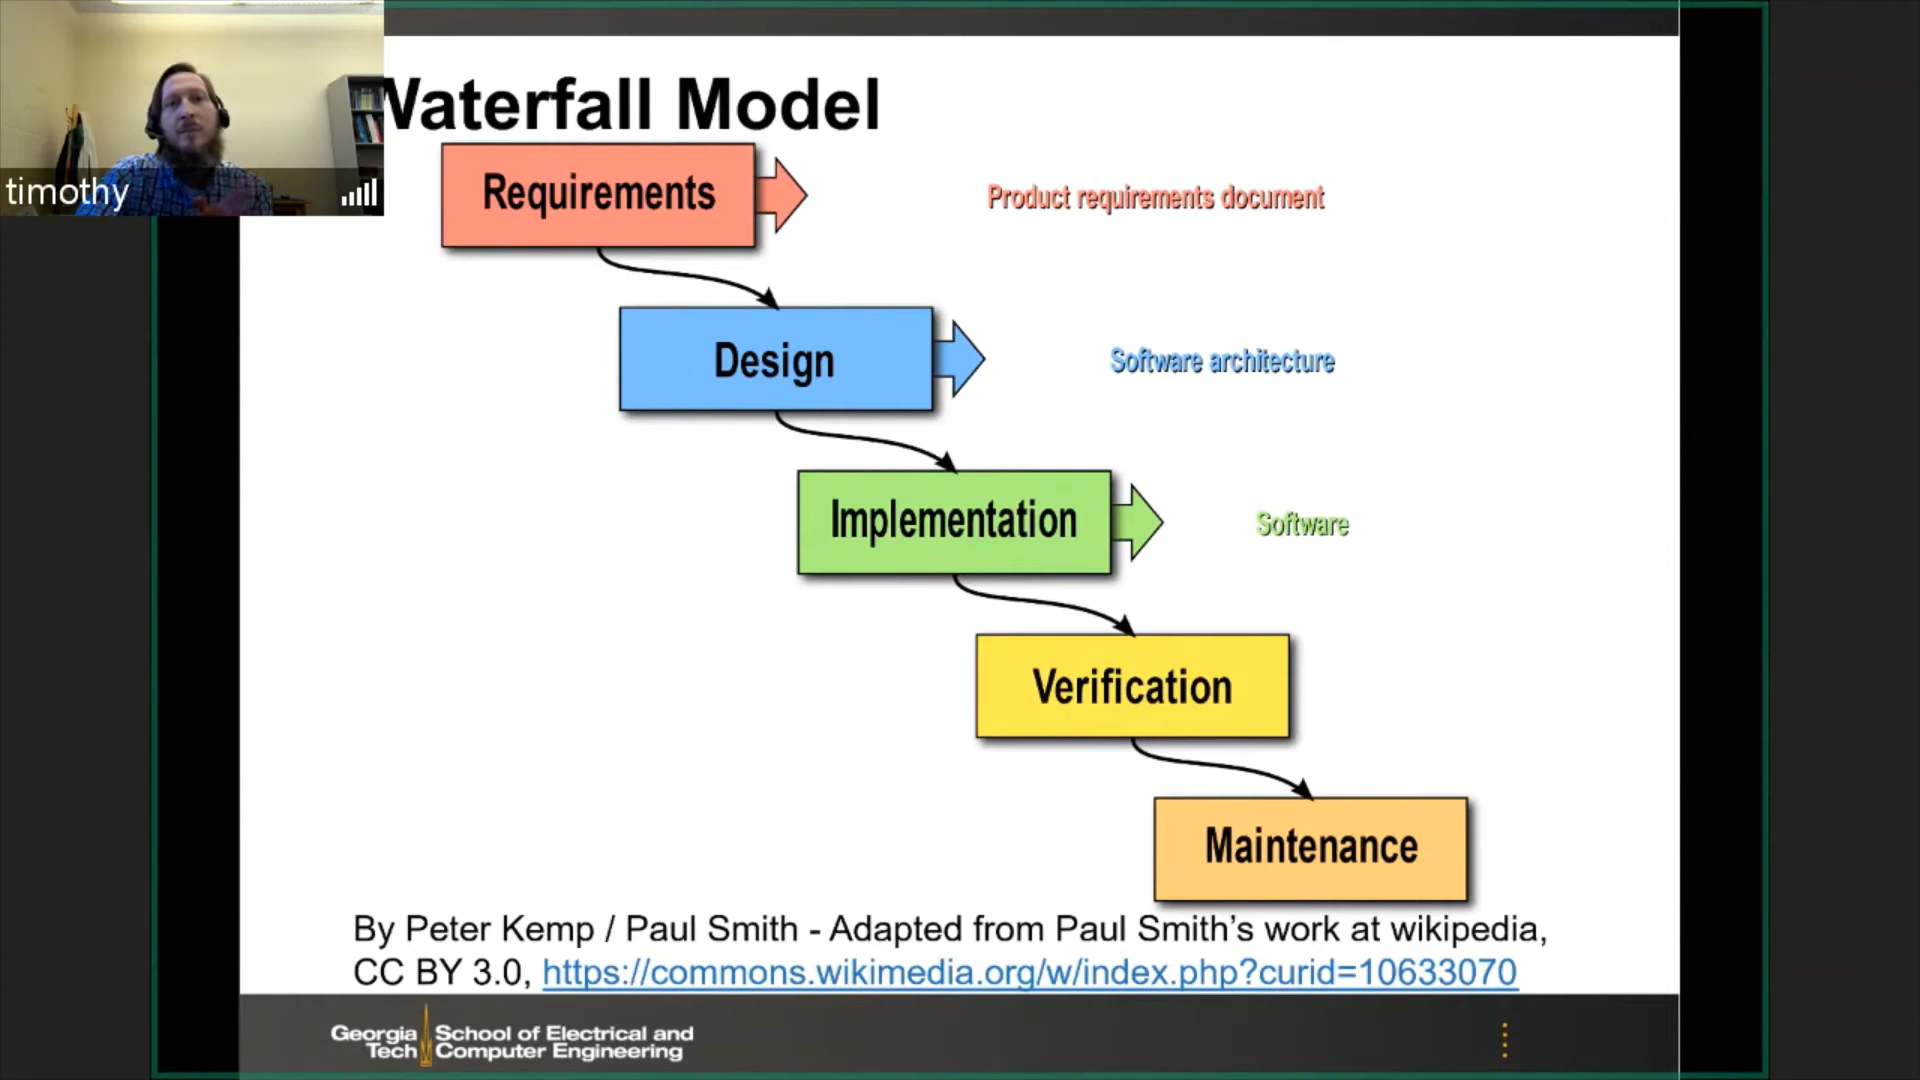 timothy
Waterfall Model
Requirements
Product requirements document
Design
Software architecture
Implementation
Software
Verification
Maintenance
By Peter Kemp / Paul Smith - Adapted from Paul Smith’s work at wikipedia,
CC BY 3.0, https://commons.wikimedia.org/w/index.php?curid=10633070
Georgia Tech
School of Electrical and
Computer Engineering